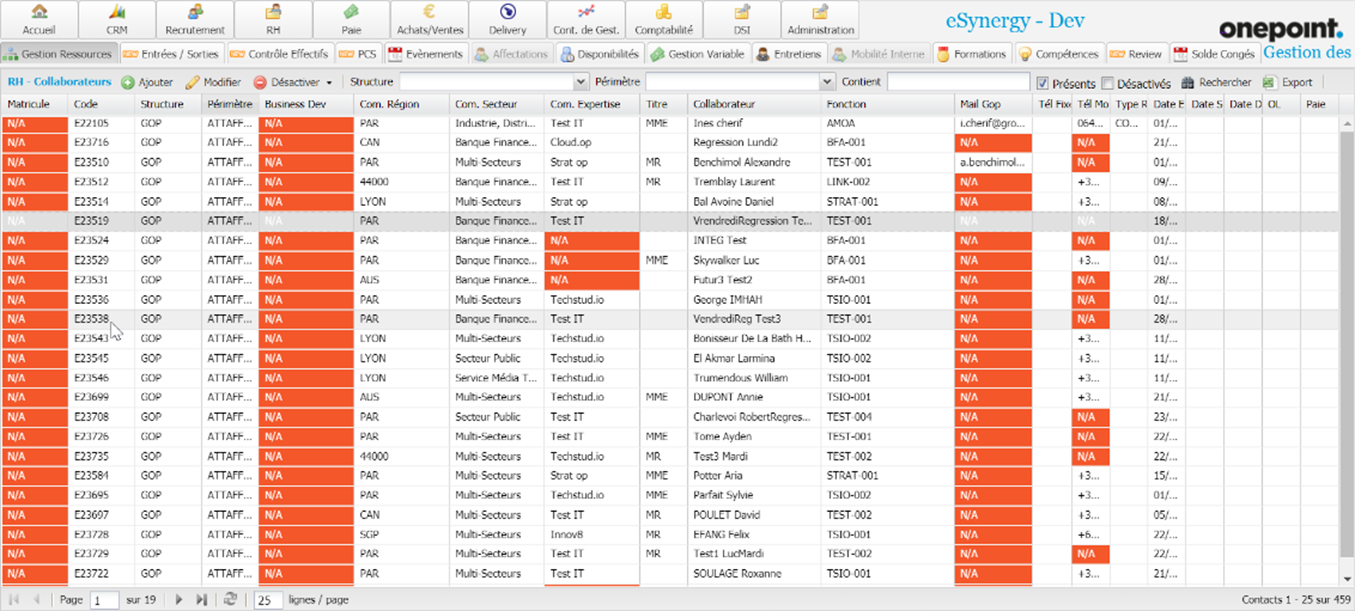 Accueil CRM Recrutement RH Paie Achats/Ventes Delivery Cont. de Gest. Comptabilité DSI Administration eSynergy - Dev onepoint.
Gestion Ressources Entrées / Sorties Contrôle Effectifs PCS Evènements Affectations Disponibilités Gestion Variable Entretiens Mobilité Interne Formations Compétences Review Solde Congés Gestion des
RH - Collaborateurs Ajouter Modifier Désactiver Structure Périmètre Contient Présents Désactivés Rechercher Export
Matricule Code Structure Périmètre Business Dev Com. Région Com. Secteur Com. Expertise Titre Collaborateur Fonction Mail Gop Tél Fixe Tél Mo Type R Date E Date S Date D OL Paie
N/A E22105 GOP ATTAFF... N/A PAR Industrie, Distri... Test IT MME Ines cherif AMOA i.cherif@gro... 064... CO... 01/...
N/A E23716 GOP ATTAFF... N/A CAN Banque Finance... Cloud.op Regression Lundi2 BFA-001 N/A N/A 21/...
N/A E23510 GOP ATTAFF... N/A PAR Multi-Secteurs Strat op MR Benchimol Alexandre TEST-001 a.benchimol... N/A 01/...
N/A E23512 GOP ATTAFF... N/A 44000 Banque Finance... Test IT MR Tremblay Laurent LINK-002 N/A +3... 09/...
N/A E23514 GOP ATTAFF... N/A LYON Multi-Secteurs Strat op Bal Avoine Daniel STRAT-001 N/A +3... 08/...
N/A E23519 GOP ATTAFF... N/A PAR Banque Finance... Test IT VrendrediRegression Te... TEST-001 N/A N/A 18/...
N/A E23524 GOP ATTAFF... N/A PAR Banque Finance... N/A INTEG Test BFA-001 N/A N/A 01/...
N/A E23529 GOP ATTAFF... N/A PAR Banque Finance... N/A MME Skywalker Luc BFA-001 N/A +3... 01/...
N/A E23531 GOP ATTAFF... N/A AUS Banque Finance... N/A Futur3 Test2 BFA-001 N/A N/A 28/...
N/A E23536 GOP ATTAFF... N/A PAR Multi-Secteurs Techstud.io George IMHAH TSIO-001 N/A N/A 01/...
N/A E23538 GOP ATTAFF... N/A PAR Banque Finance... Test IT VendrediReg Test3 TEST-001 N/A N/A 28/...
N/A E23543 GOP ATTAFF... N/A LYON Multi-Secteurs Techstud.io Bonisseur De La Bath H... TSIO-002 N/A +3... 11/...
N/A E23545 GOP ATTAFF... N/A LYON Secteur Public Techstud.io El Akmar Larmina TSIO-002 N/A +3... 11/...
N/A E23546 GOP ATTAFF... N/A LYON Service Média T... Techstud.io Trumendous William TSIO-001 N/A +3... 11/...
N/A E23699 GOP ATTAFF... N/A AUS Multi-Secteurs Techstud.io MME DUPONT Annie TSIO-001 N/A +3... 21/...
N/A E23708 GOP ATTAFF... N/A PAR Secteur Public Test IT Charlevoi RobertRegres... TEST-004 N/A N/A 23/...
N/A E23726 GOP ATTAFF... N/A PAR Multi-Secteurs Test IT MME Tome Ayden TEST-001 N/A N/A 22/...
N/A E23735 GOP ATTAFF... N/A 44000 Multi-Secteurs Techstud.io MR Test3 Mardi TEST-002 N/A N/A 22/...
N/A E23584 GOP ATTAFF... N/A PAR Multi-Secteurs Strat op MME Potter Aria STRAT-001 N/A +3... 15/...
N/A E23695 GOP ATTAFF... N/A PAR Multi-Secteurs Techstud.io MME Parfait Sylvie TSIO-002 N/A +3... 01/...
N/A E23697 GOP ATTAFF... N/A CAN Multi-Secteurs Test IT MR POULET David TEST-002 N/A +3... 05/...
N/A E23728 GOP ATTAFF... N/A SGP Multi-Secteurs Innov8 MR EFANG Felix TSIO-001 N/A +6... 22/...
N/A E23729 GOP ATTAFF... N/A PAR Multi-Secteurs Test IT MR Test1 LucMardi TEST-002 N/A N/A 22/...
N/A E23722 GOP ATTAFF... N/A PAR Multi-Secteurs Test IT SOULAGE Roxanne TSIO-001 N/A +3... 21/...
Page 1 sur 19 25 lignes / page Contacts 1 - 25 sur 459